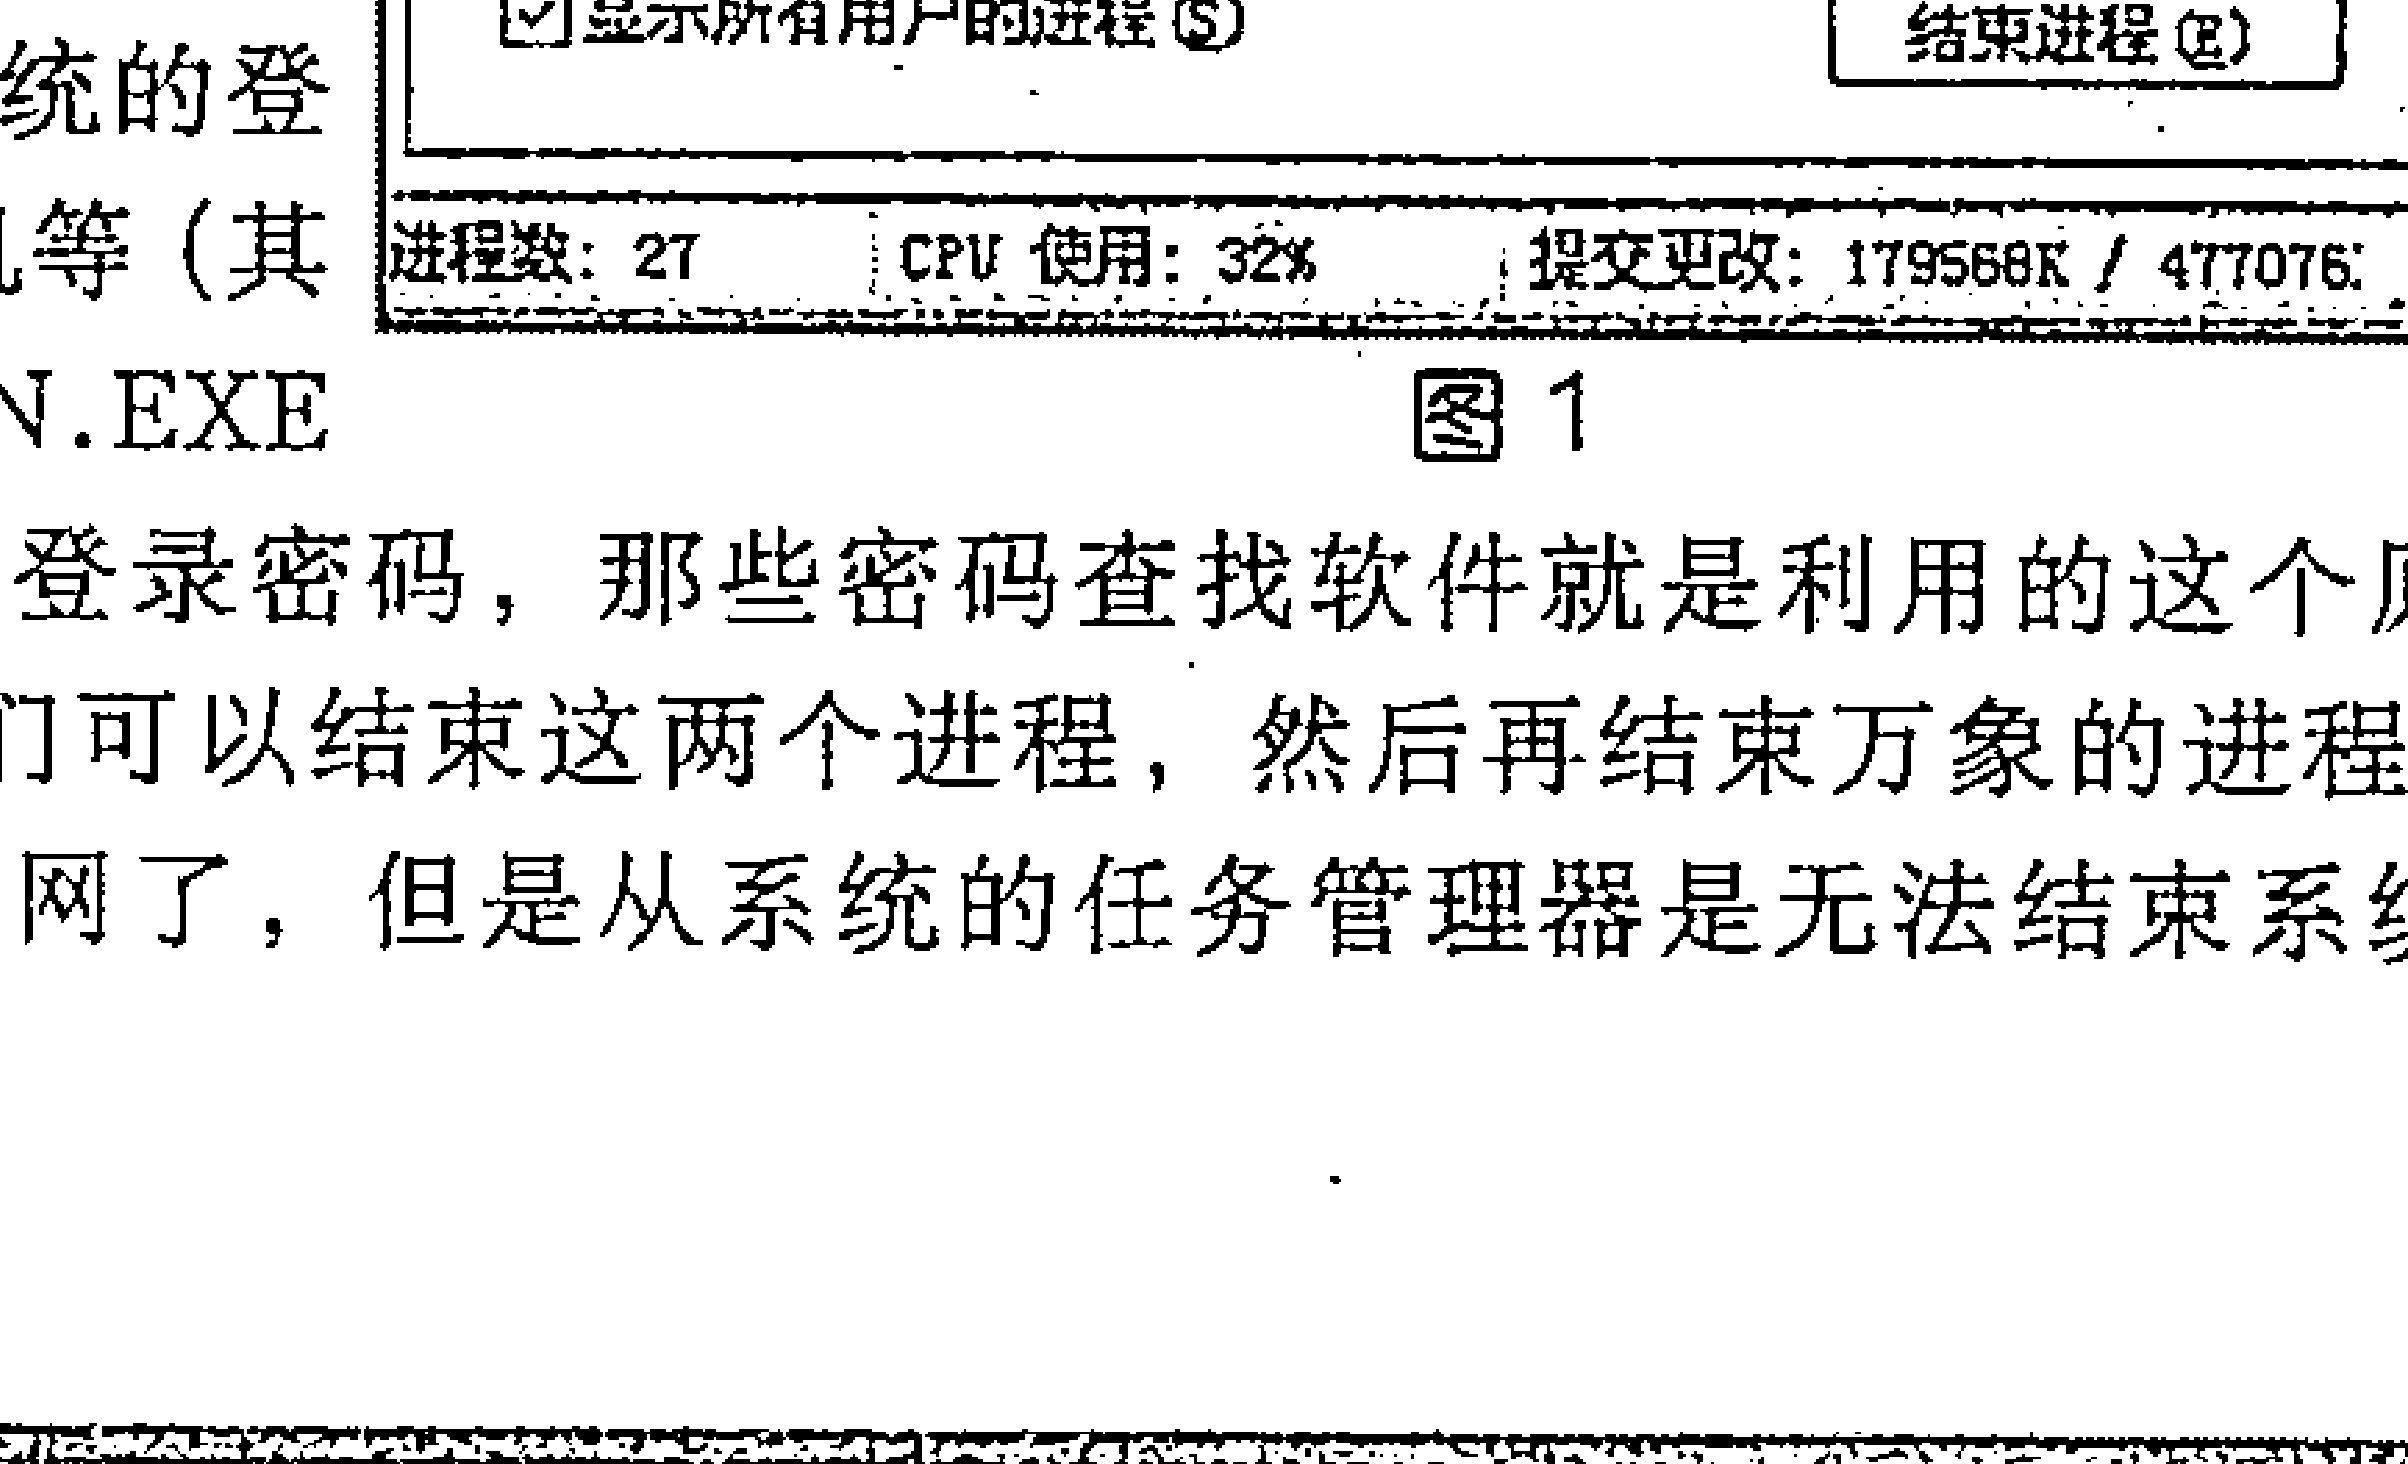 显示所有用户的进程(S)
结束进程(E)
统的登
等(其
进程数: 27 CPU 使用: 32% 提交更改: 179568K / 477076
N.EXE
图 1
登录密码，那些密码查找软件就是利用的这个
们可以结束这两个进程，然后再结束万象的进程
网了，但是从系统的任务管理器是无法结束系统